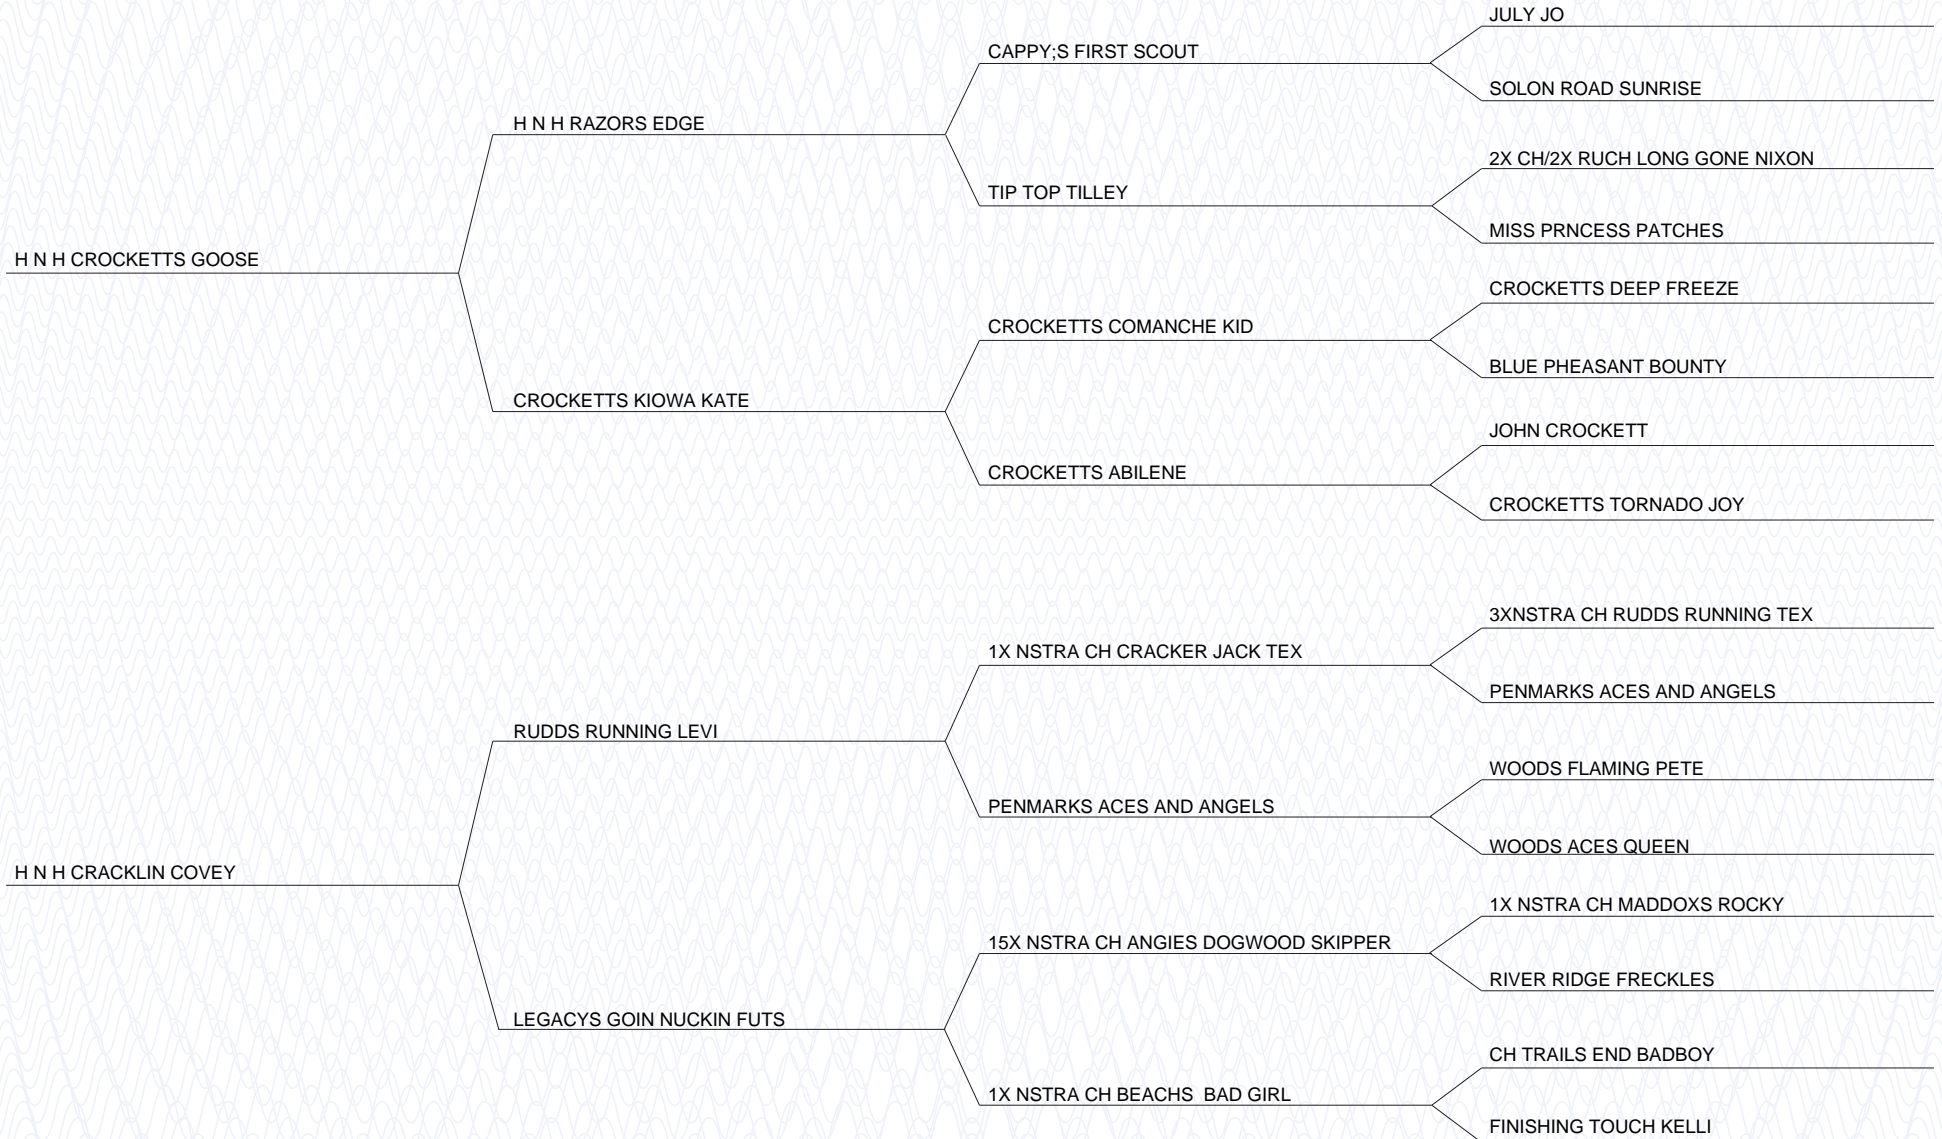 JULY JO
CAPPY;S FIRST SCOUT
SOLON ROAD SUNRISE
H N H RAZORS EDGE
2X CH/2X RUCH LONG GONE NIXON
TIP TOP TILLEY
MISS PRNCESS PATCHES
H N H CROCKETTS GOOSE
CROCKETTS DEEP FREEZE
CROCKETTS COMANCHE KID
BLUE PHEASANT BOUNTY
CROCKETTS KIOWA KATE
JOHN CROCKETT
CROCKETTS ABILENE
CROCKETTS TORNADO JOY
3XNSTRA CH RUDDS RUNNING TEX
1X NSTRA CH CRACKER JACK TEX
PENMARKS ACES AND ANGELS
RUDDS RUNNING LEVI
WOODS FLAMING PETE
PENMARKS ACES AND ANGELS
WOODS ACES QUEEN
H N H CRACKLIN COVEY
1X NSTRA CH MADDOXS ROCKY
15X NSTRA CH ANGIES DOGWOOD SKIPPER
RIVER RIDGE FRECKLES
LEGACYS GOIN NUCKIN FUTS
CH TRAILS END BADBOY
1X NSTRA CH BEACHS  BAD GIRL
FINISHING TOUCH KELLI